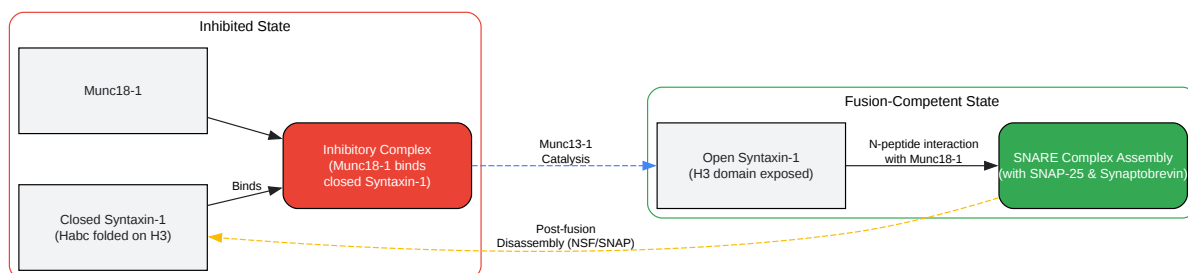 Inhibited State
Munc18-1
Inhibitory Complex
(Munc18-1 binds
closed Syntaxin-1)
Binds
Closed Syntaxin-1
(Habc folded on H3)
Munc13-1
Catalysis
Fusion-Competent State
Open Syntaxin-1
(H3 domain exposed)
N-peptide interaction
with Munc18-1
SNARE Complex Assembly
(with SNAP-25 & Synaptobrevin)
Post-fusion
Disassembly (NSF/SNAP)